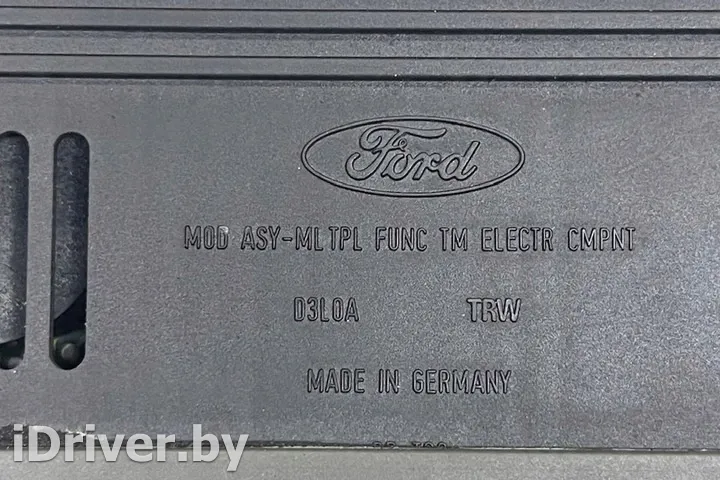 Ford
MOD ASY-MLTPL FUNC TM ELECTR CMPNT
D3L0A TRW
MADE IN GERMANY
iDriver.by